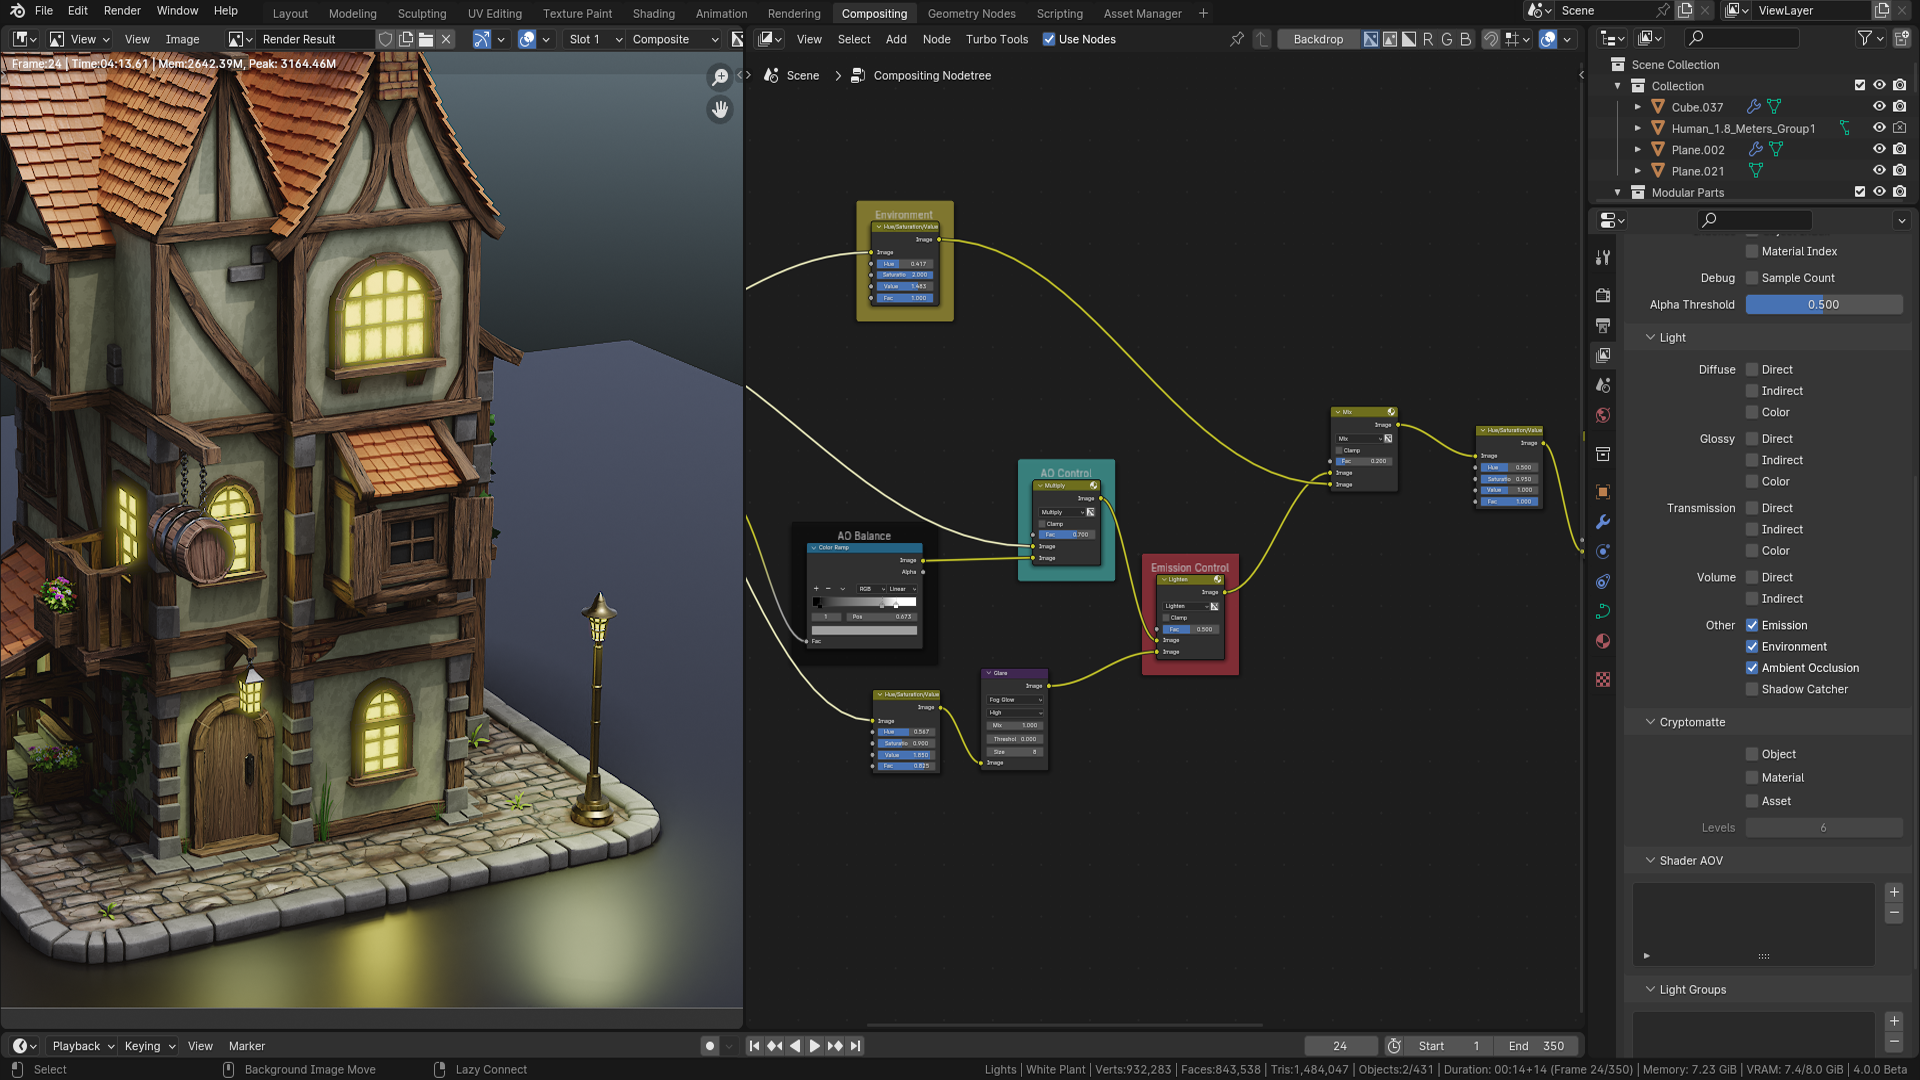 File Edit Render Window Help Layout Modeling Sculpting UV Editing Texture Paint Shading Animation Rendering Compositing Geometry Nodes Scripting Asset Manager + Scene ViewLayer
View View Image Render Result Slot 1 Composite View Select Add Node Turbo Tools Use Nodes Backdrop R G B
Frame:24 | Time:04:13.61 | Mem:2642.39M, Peak: 3164.46M
Scene > Compositing Nodetree
Scene Collection
Collection
Cube.037
Human_1.8_Meters_Group1
Plane.002
Plane.021
Modular Parts
Environment
Hue/Saturation/Value
Image
Image
Hue 0.417
Saturatio 2.000
Value 1.483
Fac 1.000
AO Control
Multiply
Image
Multiply
Clamp
Fac 0.700
Image
Image
AO Balance
Color Ramp
Image
Alpha
+ − RGB Linear
1 Pos 0.673
Fac
Emission Control
Lighten
Image
Lighten
Clamp
Fac 0.500
Image
Image
Hue/Saturation/Value
Image
Image
Hue 0.567
Saturatio 0.900
Value 1.850
Fac 0.825
Glare
Image
Fog Glow
High
Mix 1.000
Threshol 0.000
Size 8
Image
Mix
Image
Mix
Clamp
Fac 0.200
Image
Image
Hue/Saturation/Value
Image
Image
Hue 0.500
Saturatio 0.950
Value 1.000
Fac 1.000
Material Index
Debug Sample Count
Alpha Threshold 0.500
Light
Diffuse Direct
Indirect
Color
Glossy Direct
Indirect
Color
Transmission Direct
Indirect
Color
Volume Direct
Indirect
Other Emission
Environment
Ambient Occlusion
Shadow Catcher
Cryptomatte
Object
Material
Asset
Levels 6
Shader AOV
Light Groups
Playback Keying View Marker 24 Start 1 End 350
Select Background Image Move Lazy Connect Lights | White Plant | Verts:932,283 | Faces:843,538 | Tris:1,484,047 | Objects:2/431 | Duration: 00:14+14 (Frame 24/350) | Memory: 7.23 GiB | VRAM: 7.4/8.0 GiB | 4.0.0 Beta